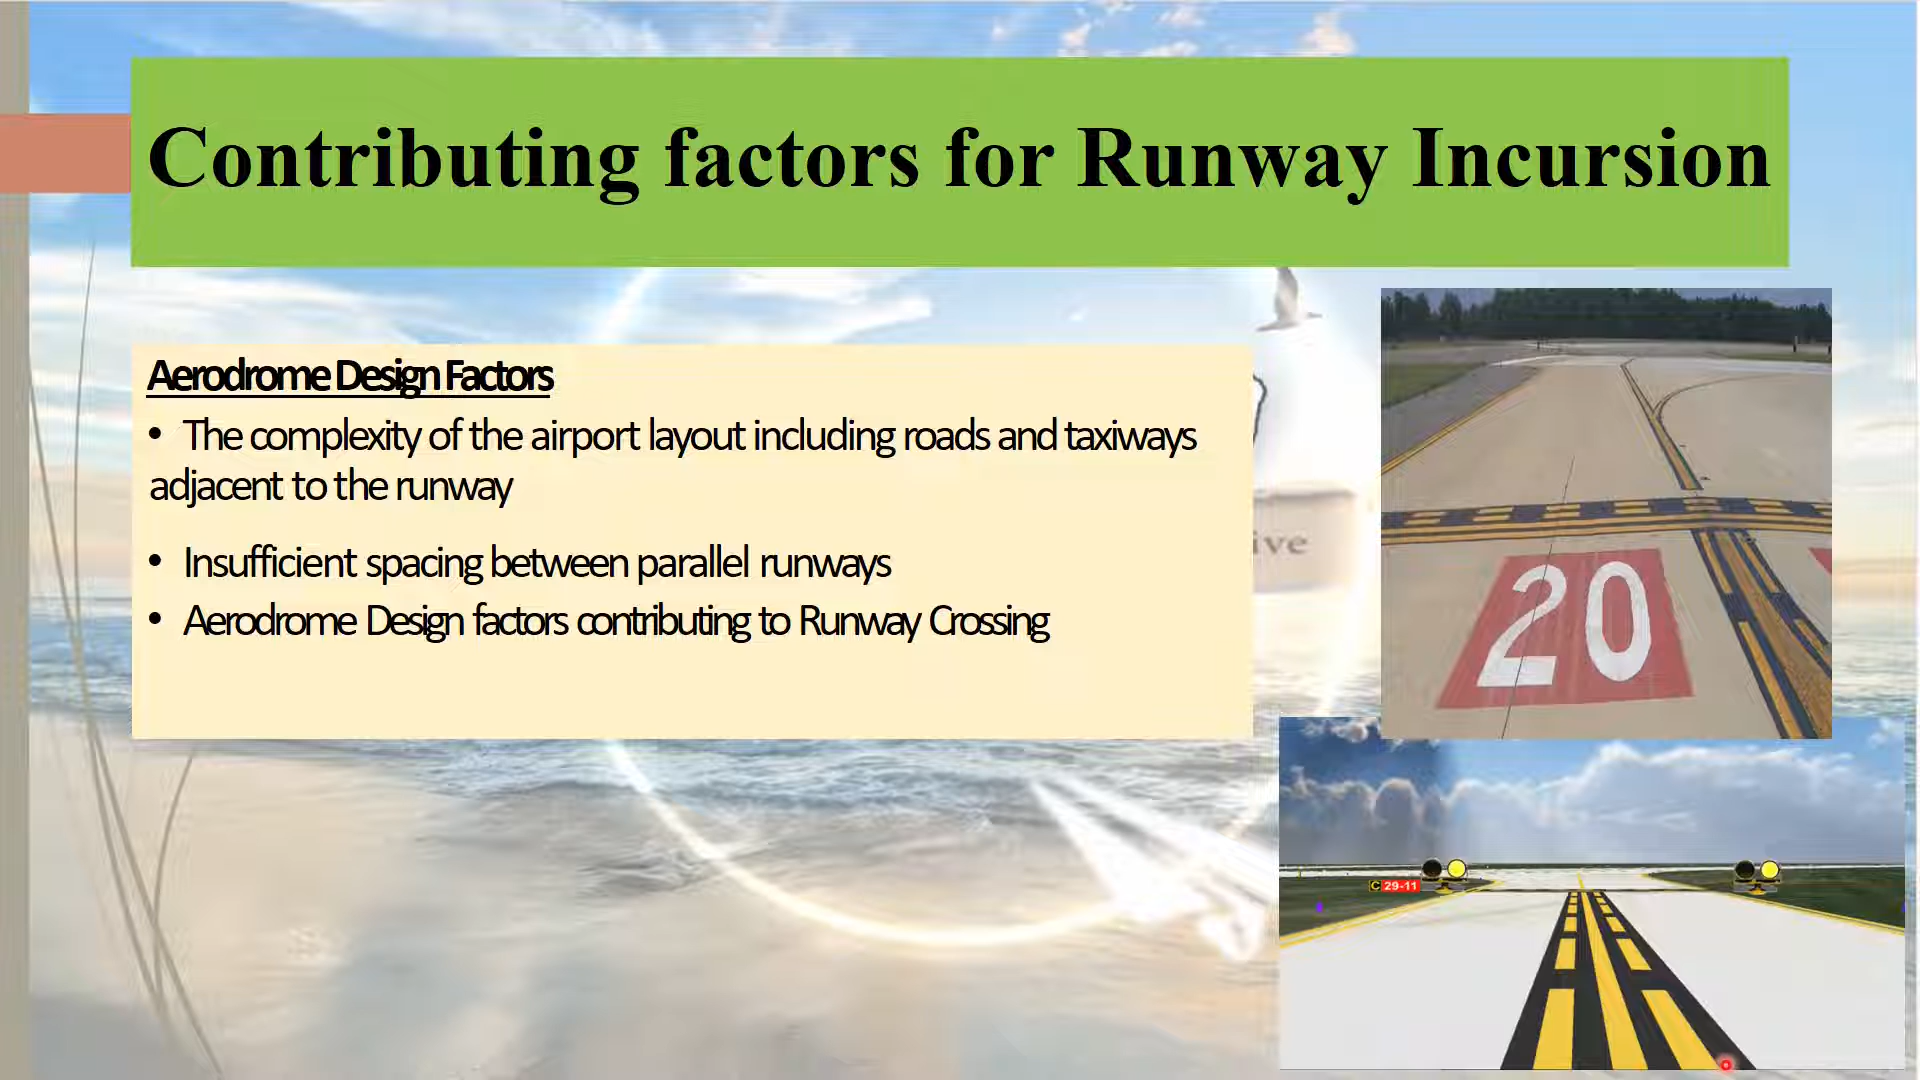 Contributing factors for Runway Incursion
Aerodrome Design Factors
• The complexity of the airport layout including roads and taxiways
adjacent to the runway
• Insufficient spacing between parallel runways
• Aerodrome Design factors contributing to Runway Crossing
ive
20
C 29-11